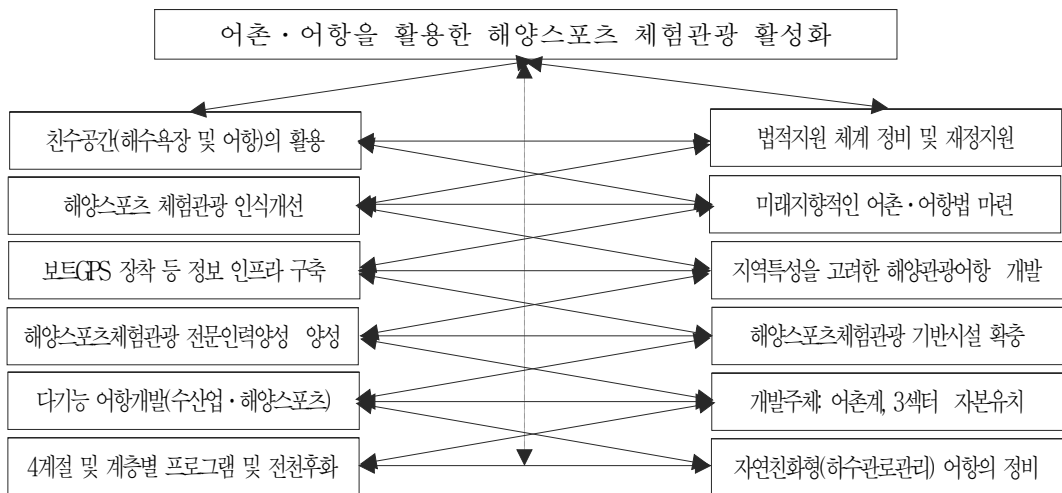 어촌・어항을 활용한 해양스포츠 체험관광 활성화
친수공간(해수욕장 및 어항)의 활용
법적지원 체계 정비 및 재정지원
해양스포츠 체험관광 인식개선
미래지향적인 어촌・어항법 마련
보트GPS 장착 등 정보 인프라 구축
지역특성을 고려한 해양관광어항 개발
해양스포츠체험관광 전문인력양성 양성
해양스포츠체험관광 기반시설 확충
다기능 어항개발(수산업・해양스포츠)
개발주체: 어촌계, 3섹터 자본유치
4계절 및 계층별 프로그램 및 전천후화
자연친화형(하수관로관리) 어항의 정비